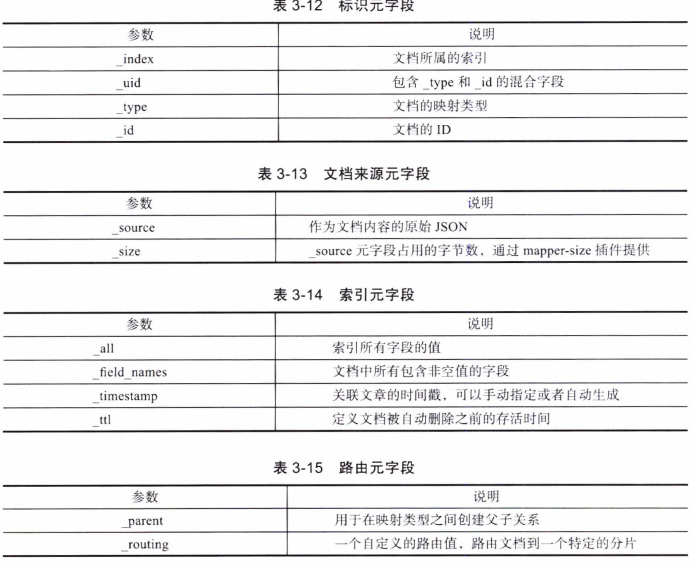 表 3-12 标识元字段
参数 说明
_index 文档所属的索引
_uid 包含 _type 和 _id 的混合字段
_type 文档的映射类型
_id 文档的 ID
表 3-13 文档来源元字段
参数 说明
_source 作为文档内容的原始 JSON
_size _source 元字段占用的字节数，通过 mapper-size 插件提供
表 3-14 索引元字段
参数 说明
_all 索引所有字段的值
_field_names 文档中所有包含非空值的字段
_timestamp 关联文章的时间戳，可以手动指定或者自动生成
_ttl 定义文档被自动删除之前的存活时间
表 3-15 路由元字段
参数 说明
_parent 用于在映射类型之间创建父子关系
_routing 一个自定义的路由值，路由文档到一个特定的分片